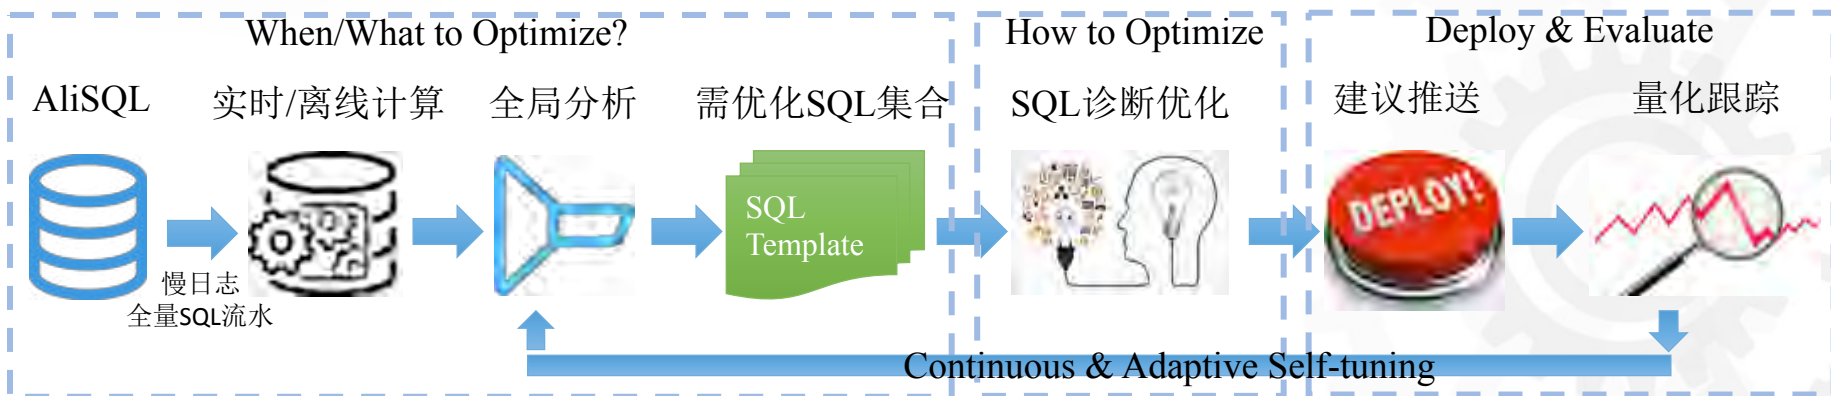 When/What to Optimize?
How to Optimize
Deploy & Evaluate
AliSQL
实时/离线计算
全局分析
需优化SQL集合
SQL诊断优化
建议推送
量化跟踪
SQL
Template
DEPLOY!
慢日志
全量SQL流水
Continuous & Adaptive Self-tuning